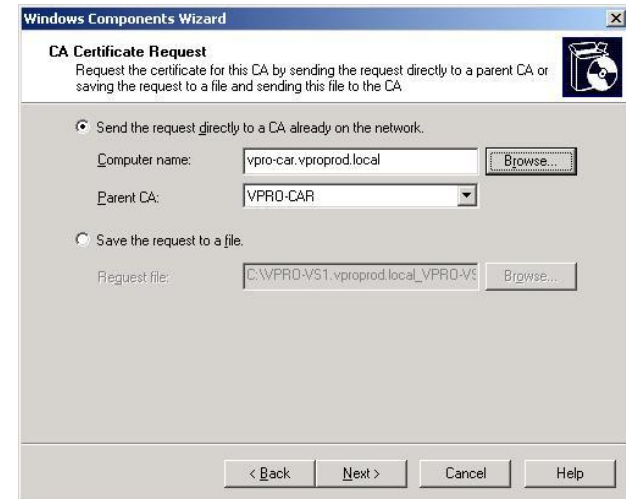 Windows Components Wizard
CA Certificate Request
Request the certificate for this CA by sending the request directly to a parent CA or
saving the request to a file and sending this file to the CA
Send the request directly to a CA already on the network.
Computer name: vpro-car.vproprod.local Browse...
Parent CA: VPRO-CAR
Save the request to a file.
Request file: C:\VPRO-VS1.vproprod.local_VPRO-VS Browse...
< Back Next > Cancel Help